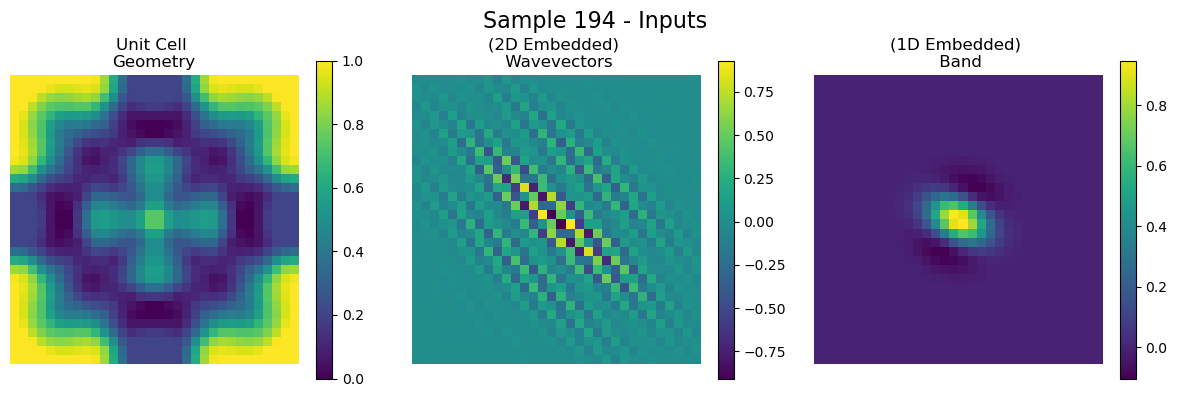 Sample 194 - Inputs
Unit Cell
Geometry
1.0
0.8
0.6
0.4
0.2
0.0
(2D Embedded)
Wavevectors
0.75
0.50
0.25
0.00
−0.25
−0.50
−0.75
(1D Embedded)
Band
0.8
0.6
0.4
0.2
0.0